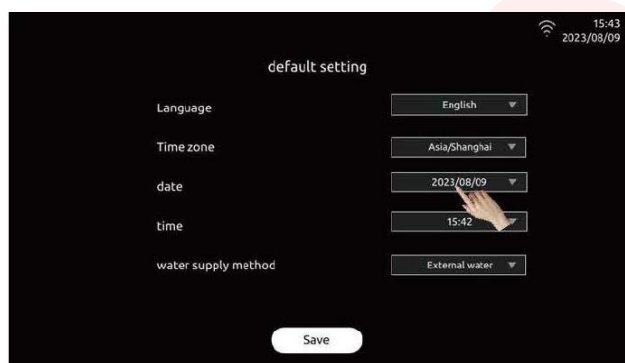 15:43
2023/08/09
default setting
Language
English
Time zone
Asia/Shanghai
date
2023/08/09
time
15:42
water supply method
External water
Save